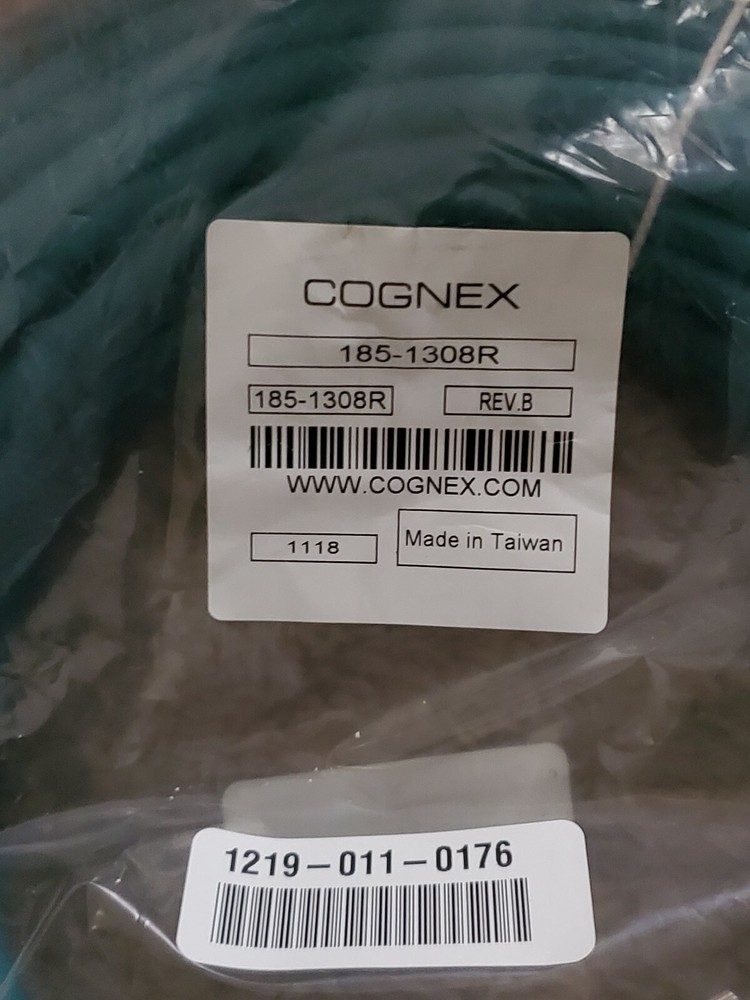 COGNEX
185-1308R
185-1308R REV.B
WWW.COGNEX.COM
1118 Made in Taiwan
1219-011-0176